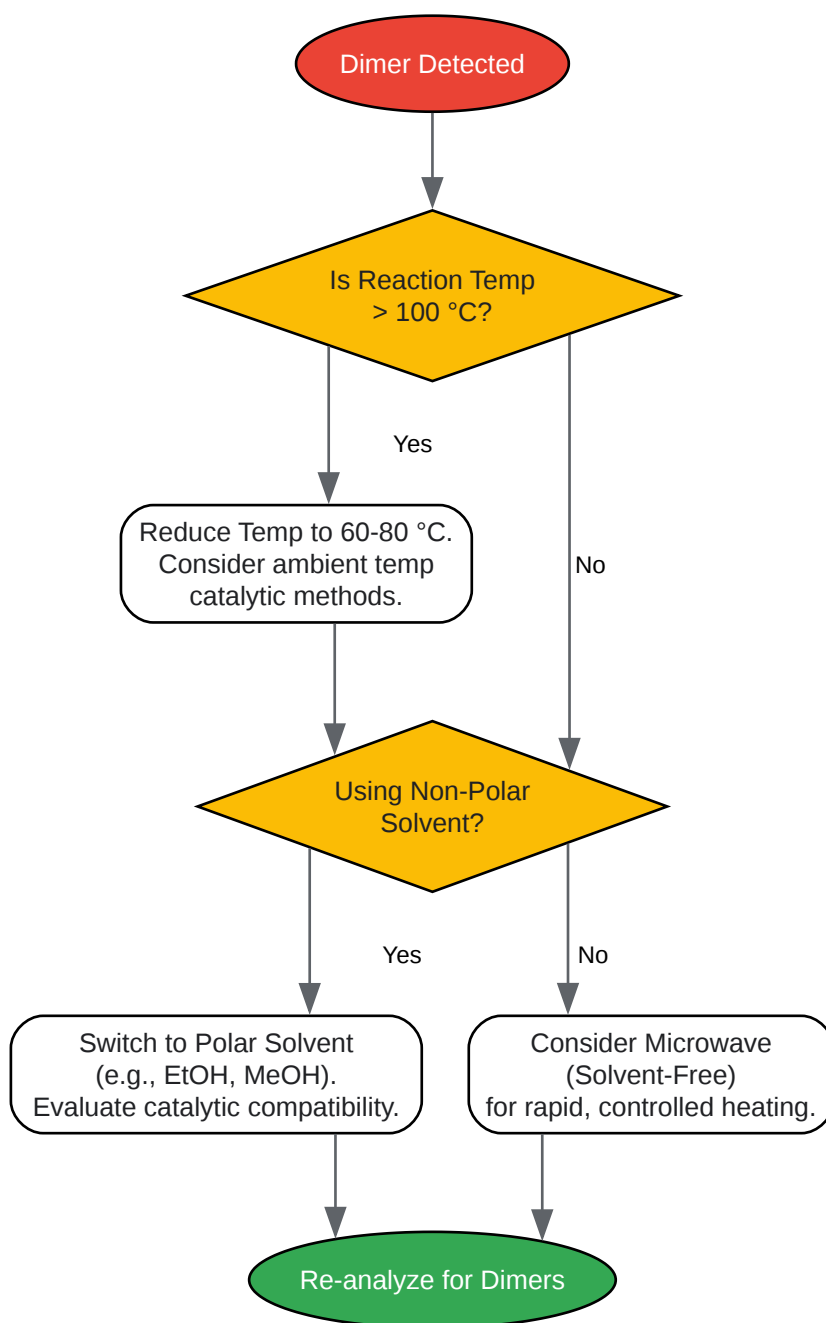 Dimer Detected
Is Reaction Temp
> 100 °C?
Yes
Reduce Temp to 60-80 °C.
Consider ambient temp
catalytic methods.
No
Using Non-Polar
Solvent?
Yes
No
Switch to Polar Solvent
(e.g., EtOH, MeOH).
Evaluate catalytic compatibility.
Consider Microwave
(Solvent-Free)
for rapid, controlled heating.
Re-analyze for Dimers